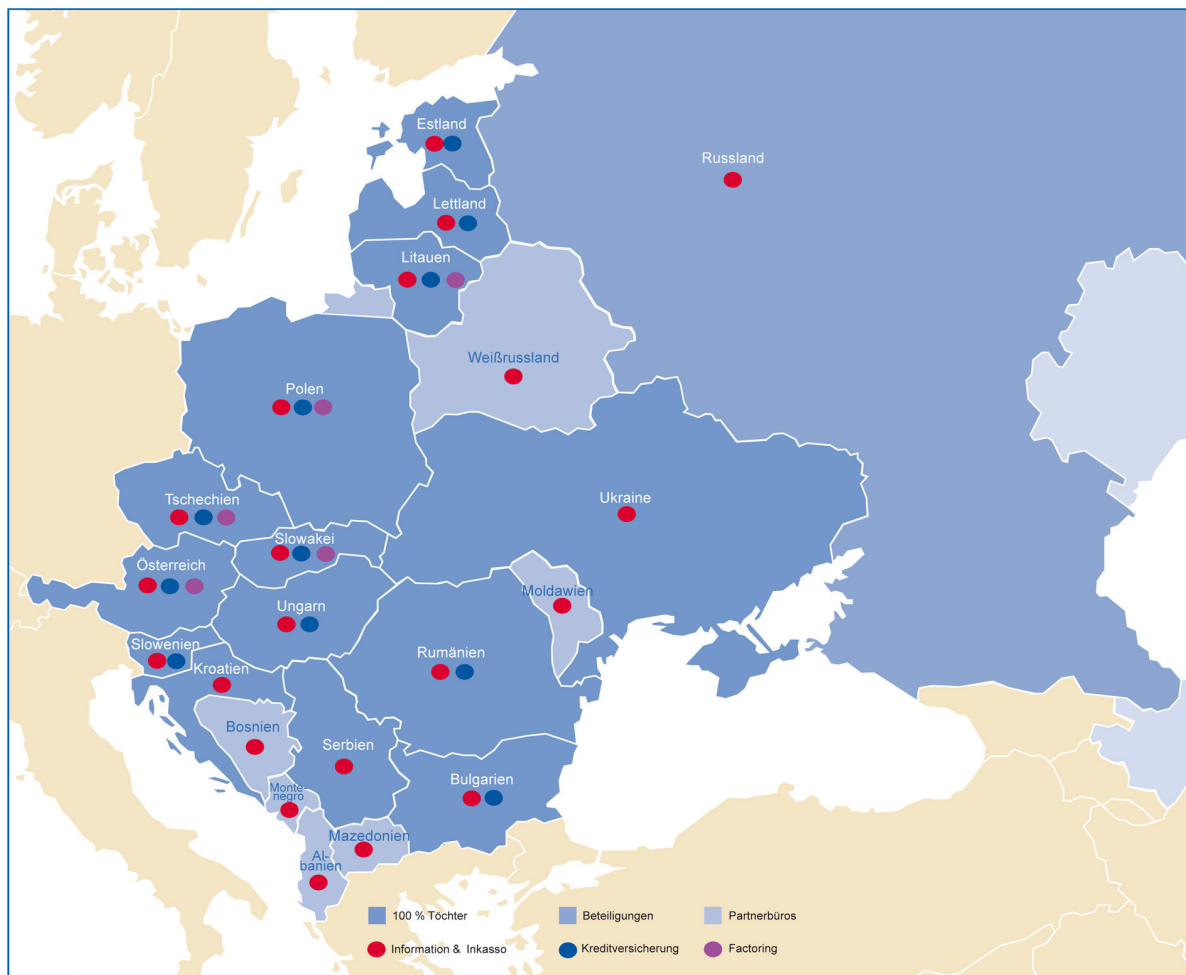 Estland
Russland
Lettland
Litauen
Weißrussland
Polen
Tschechien
Ukraine
Slowakei
Österreich
Moldawien
Ungarn
Slowenien
Rumänien
Kroatien
Bosnien
Serbien
Bulgarien
Monte-
negro
Mazedonien
Al-
banien
100 % Töchter
Beteiligungen
Partnerbüros
Information & Inkasso
Kreditversicherung
Factoring